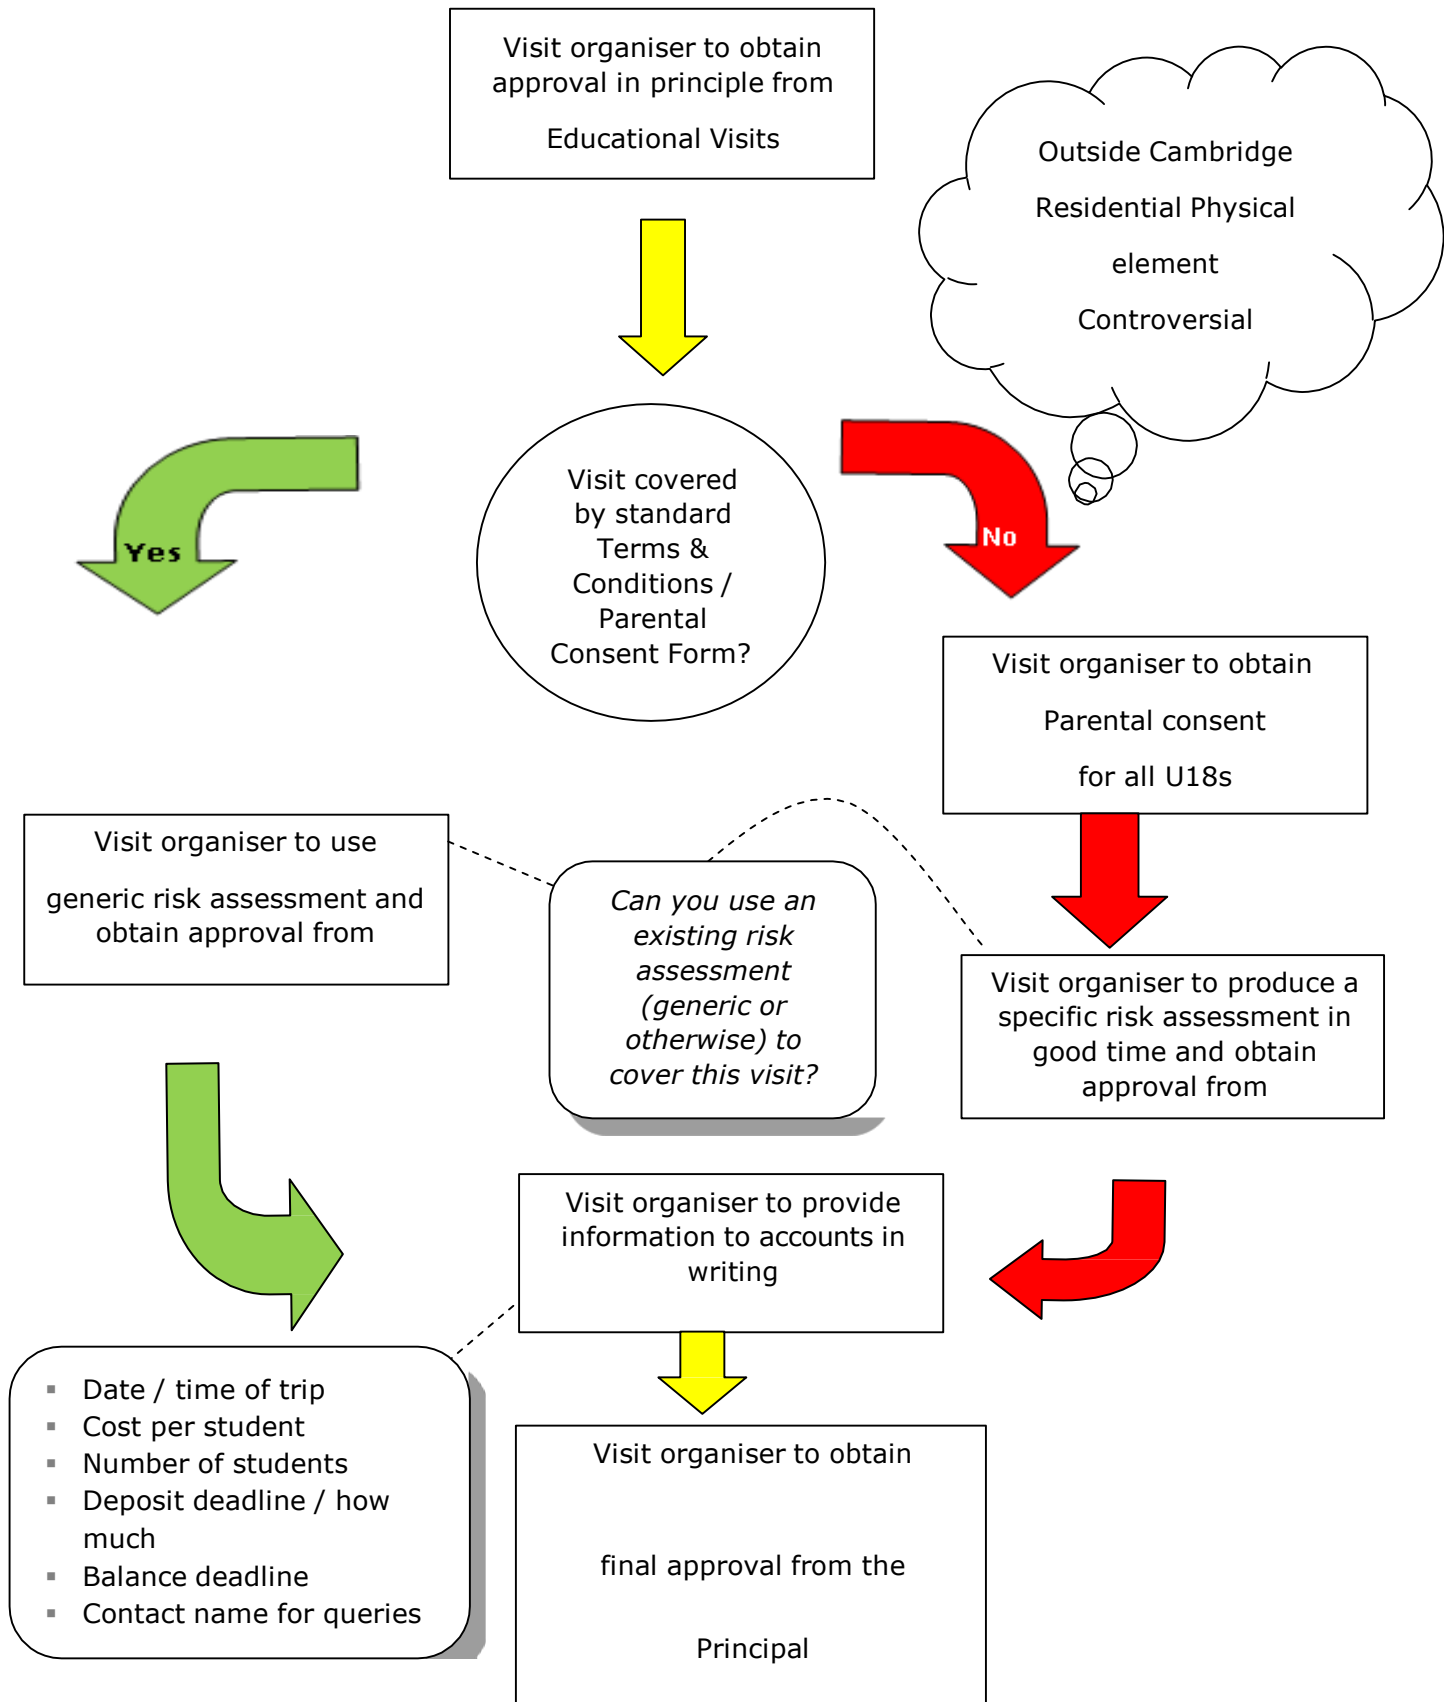 Visit organiser to obtain
approval in principle from
Educational Visits
Outside Cambridge
Residential Physical
element
Controversial
Yes
Visit covered
by standard
Terms &
Conditions /
Parental
Consent Form?
No
Visit organiser to obtain
Parental consent
for all U18s
Visit organiser to use
generic risk assessment and
obtain approval from
Can you use an
existing risk
assessment
(generic or
otherwise) to
cover this visit?
Visit organiser to produce a
specific risk assessment in
good time and obtain
approval from
Visit organiser to provide
information to accounts in
writing
▪ Date / time of trip
▪ Cost per student
▪ Number of students
▪ Deposit deadline / how
much
▪ Balance deadline
▪ Contact name for queries
Visit organiser to obtain
final approval from the
Principal